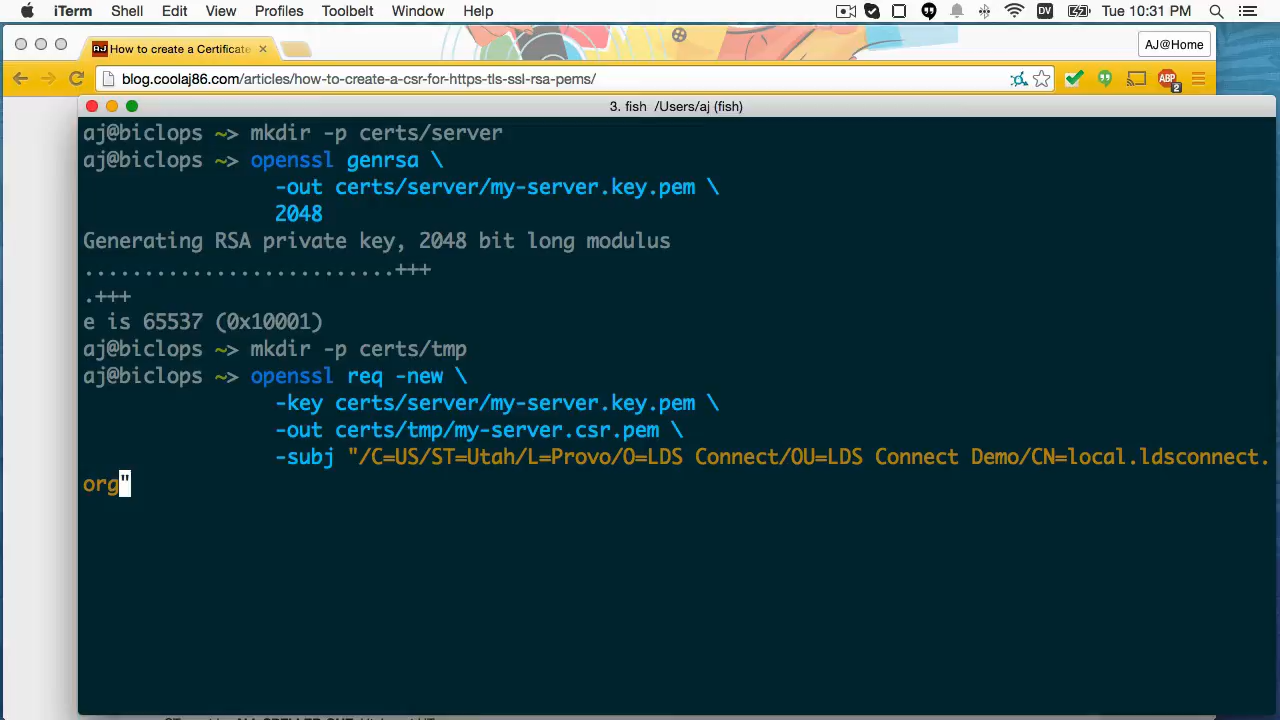 iTerm Shell Edit View Profiles Toolbelt Window Help DV Tue 10:31 PM
AJ How to create a Certificate × AJ@Home
blog.coolaj86.com/articles/how-to-create-a-csr-for-https-tls-ssl-rsa-pems/ ABP 2
3. fish /Users/aj (fish)
aj@biclops ~> mkdir -p certs/server
aj@biclops ~> openssl genrsa \
-out certs/server/my-server.key.pem \
2048
Generating RSA private key, 2048 bit long modulus
..........................+++
.+++
e is 65537 (0x10001)
aj@biclops ~> mkdir -p certs/tmp
aj@biclops ~> openssl req -new \
-key certs/server/my-server.key.pem \
-out certs/tmp/my-server.csr.pem \
-subj "/C=US/ST=Utah/L=Provo/O=LDS Connect/OU=LDS Connect Demo/CN=local.ldsconnect.
org"